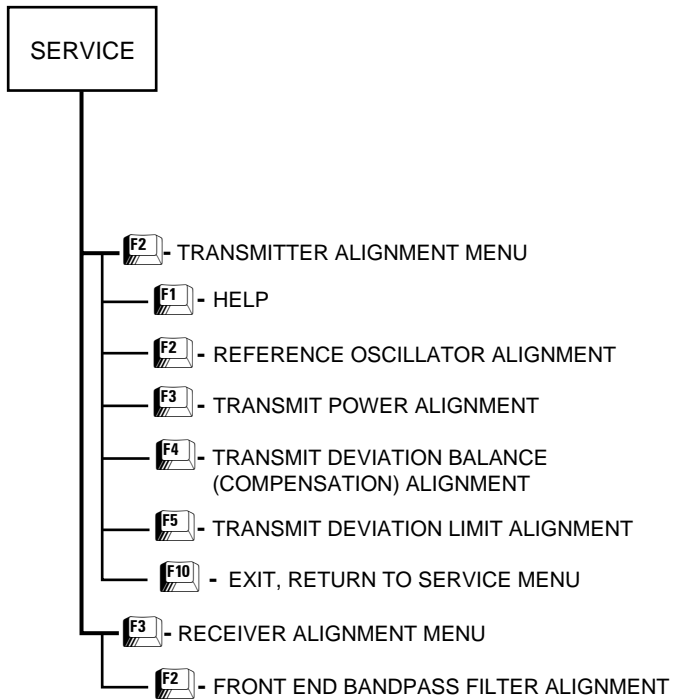 SERVICE
F2 - TRANSMITTER ALIGNMENT MENU
F1 - HELP
F2 - REFERENCE OSCILLATOR ALIGNMENT
F3 - TRANSMIT POWER ALIGNMENT
F4 - TRANSMIT DEVIATION BALANCE
(COMPENSATION) ALIGNMENT
F5 - TRANSMIT DEVIATION LIMIT ALIGNMENT
F10 - EXIT, RETURN TO SERVICE MENU
F3 - RECEIVER ALIGNMENT MENU
F2 - FRONT END BANDPASS FILTER ALIGNMENT